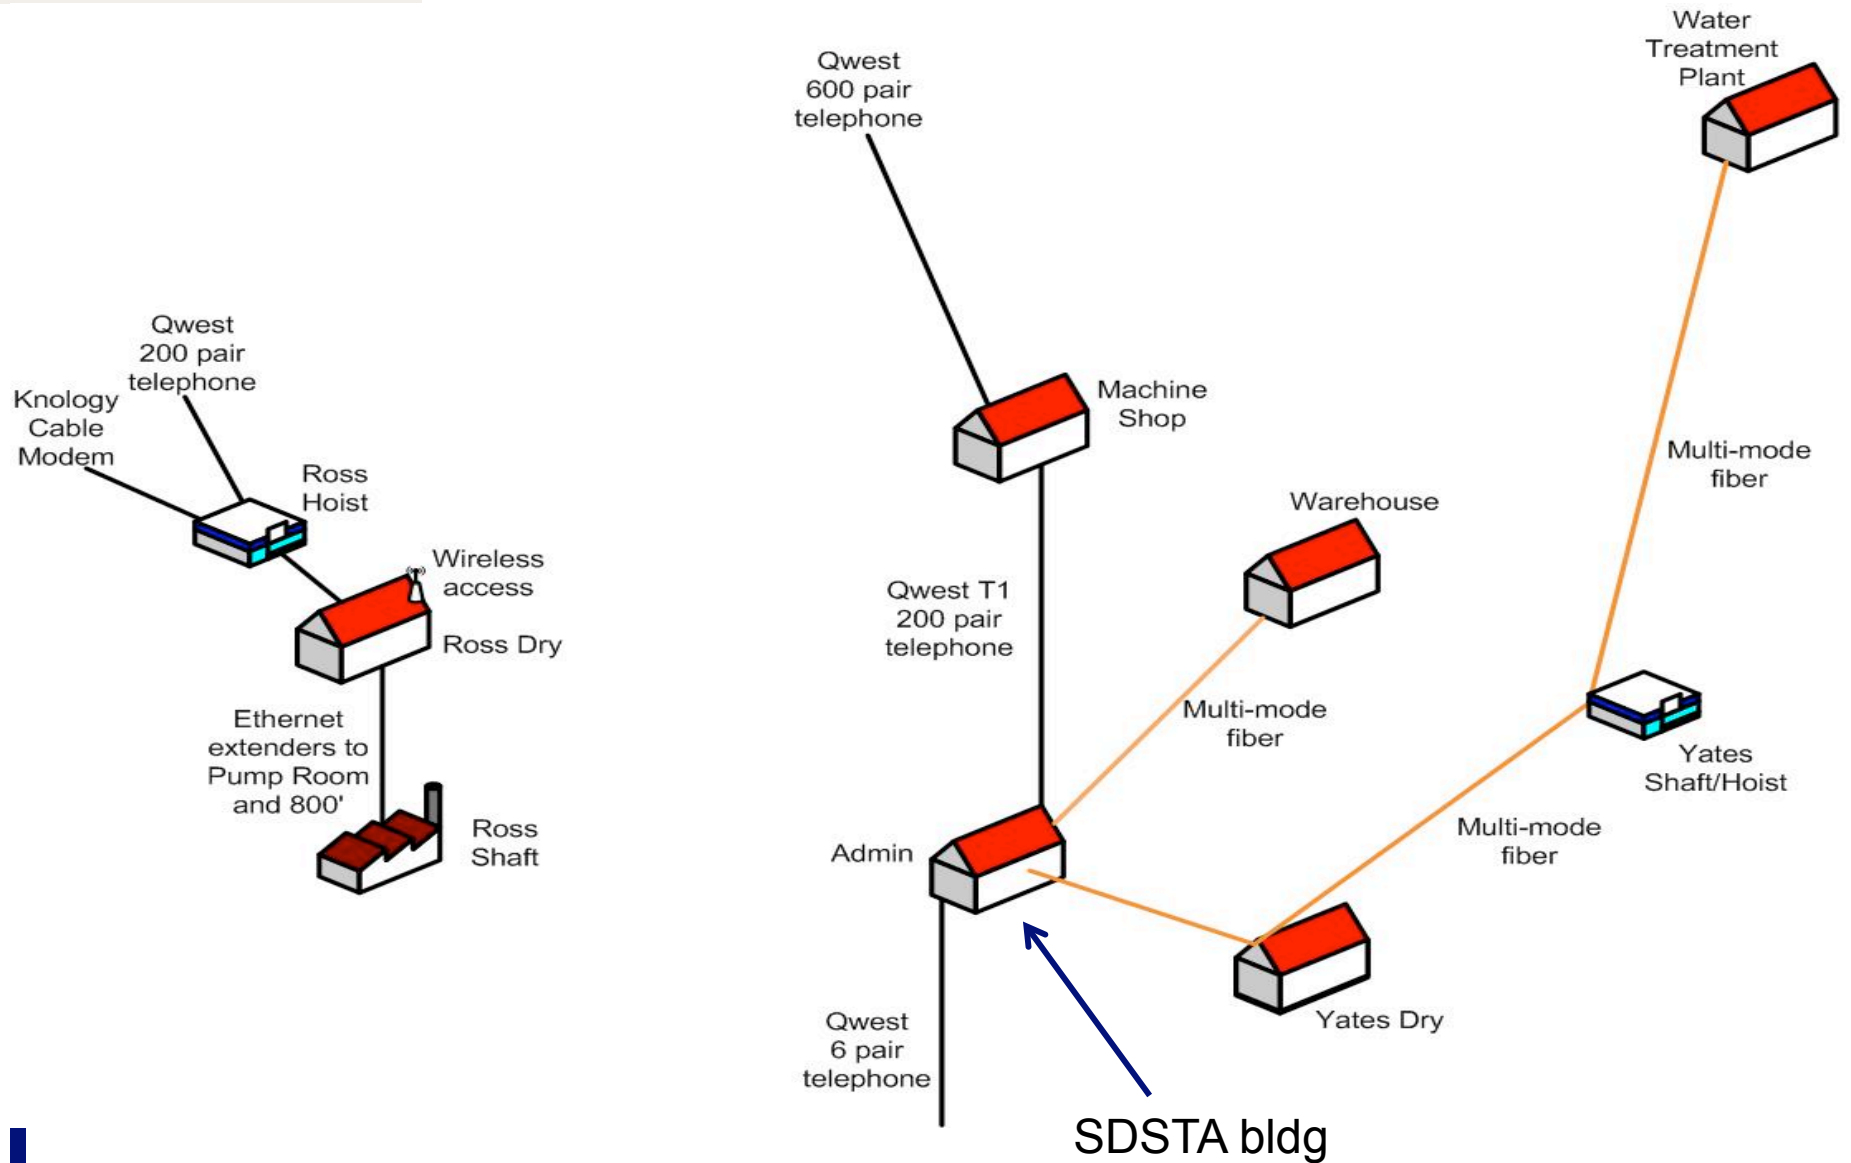 Water
Treatment
Plant
Qwest
600 pair
telephone
Qwest
200 pair
telephone
Knology
Cable
Modem
Ross
Hoist
Wireless
access
Ross Dry
Ethernet
extenders to
Pump Room
and 800'
Ross
Shaft
Machine
Shop
Warehouse
Qwest T1
200 pair
telephone
Multi-mode
fiber
Multi-mode
fiber
Yates
Shaft/Hoist
Multi-mode
fiber
Admin
Yates Dry
Qwest
6 pair
telephone
SDSTA bldg